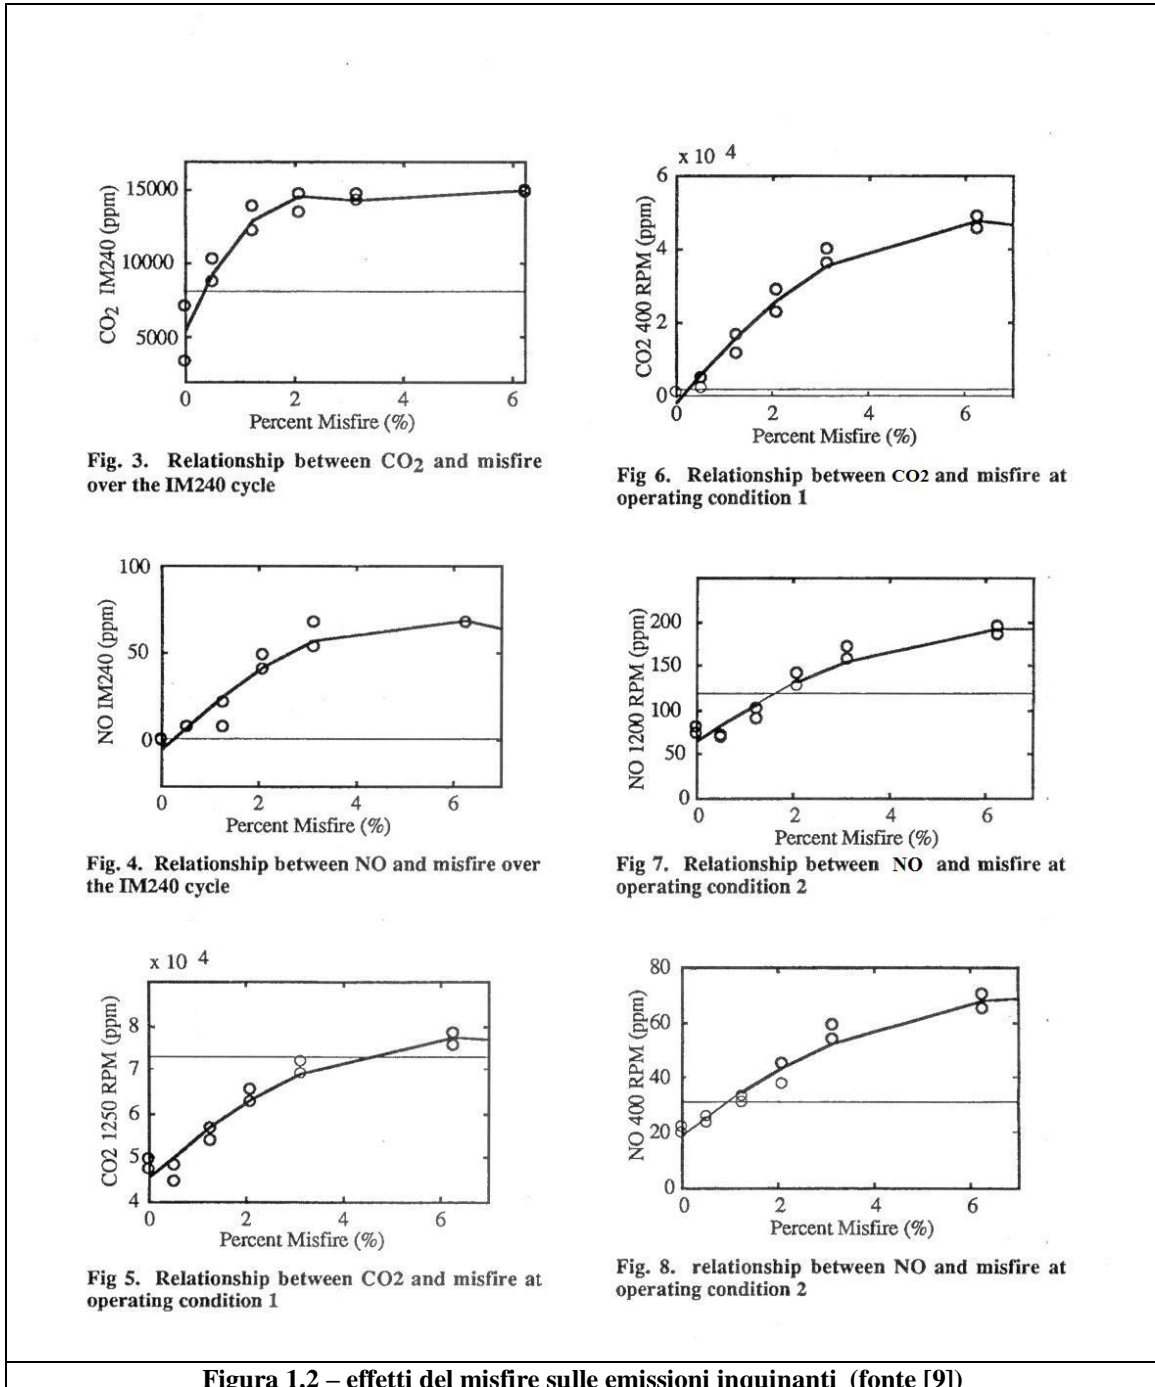 15000
10000
5000
0
2
4
6
CO2 IM240 (ppm)
Percent Misfire (%)
Fig. 3. Relationship between CO2 and misfire
over the IM240 cycle
x 10 4
6
4
2
0
0
2
4
6
CO2 400 RPM (ppm)
Percent Misfire (%)
Fig 6. Relationship between CO2 and misfire at
operating condition 1
100
50
0
0
2
4
6
NO IM240 (ppm)
Percent Misfire (%)
Fig. 4. Relationship between NO and misfire over
the IM240 cycle
200
150
100
50
0
0
2
4
6
NO 1200 RPM (ppm)
Percent Misfire (%)
Fig 7. Relationship between NO and misfire at
operating condition 2
x 10 4
8
7
6
5
4
0
2
4
6
CO2 1250 RPM (ppm)
Percent Misfire (%)
Fig 5. Relationship between CO2 and misfire at
operating condition 1
80
60
40
20
0
0
2
4
6
NO 400 RPM (ppm)
Percent Misfire (%)
Fig. 8. relationship between NO and misfire at
operating condition 2
Figura 1.2 – effetti del misfire sulle emissioni inquinanti (fonte [9])